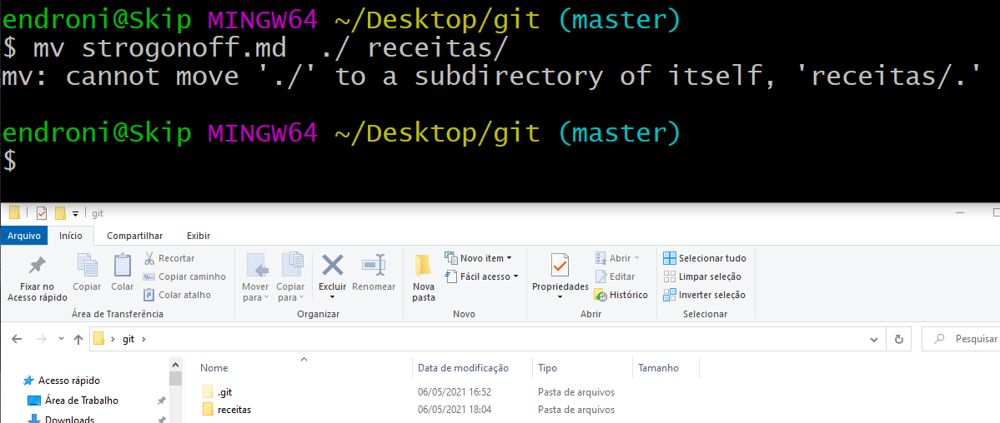 endroni@Skip MINGW64 ~/Desktop/git (master)
$ mv strogonoff.md  ./ receitas/
mv: cannot move './' to a subdirectory of itself, 'receitas/.'
endroni@Skip MINGW64 ~/Desktop/git (master)
$
git
Arquivo Início Compartilhar Exibir
Fixar no
Acesso rápido
Copiar
Colar
Recortar
Copiar caminho
Colar atalho
Área de Transferência
Mover
para
Copiar
para
Excluir
Renomear
Organizar
Nova
pasta
Novo item
Fácil acesso
Novo
Propriedades
Abrir
Editar
Histórico
Abrir
Selecionar tudo
Limpar seleção
Inverter seleção
Selecionar
git
Pesquisar
Acesso rápido
Área de Trabalho
Downloads
Nome Data de modificação Tipo Tamanho
.git 06/05/2021 16:52 Pasta de arquivos
receitas 06/05/2021 18:04 Pasta de arquivos